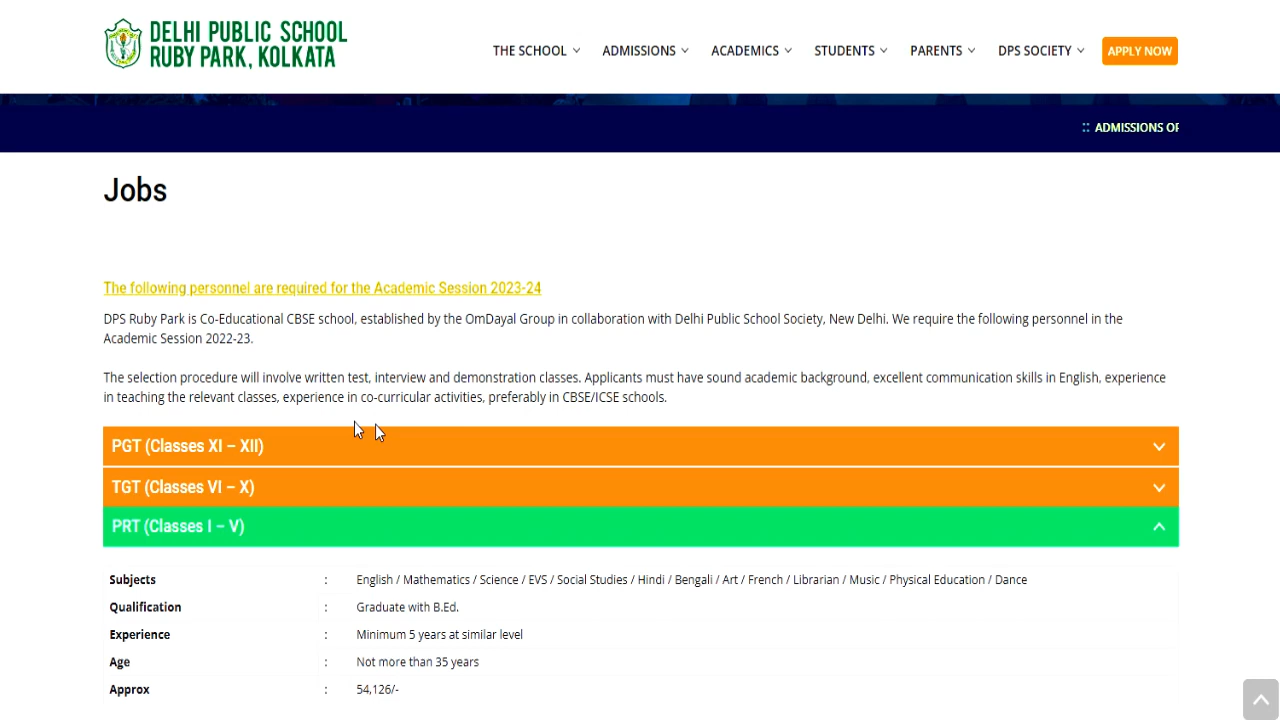 DELHI PUBLIC SCHOOL
RUBY PARK, KOLKATA
THE SCHOOL ADMISSIONS ACADEMICS STUDENTS PARENTS DPS SOCIETY APPLY NOW
:: ADMISSIONS OF
Jobs
The following personnel are required for the Academic Session 2023-24
DPS Ruby Park is Co-Educational CBSE school, established by the OmDayal Group in collaboration with Delhi Public School Society, New Delhi. We require the following personnel in the
Academic Session 2022-23.
The selection procedure will involve written test, interview and demonstration classes. Applicants must have sound academic background, excellent communication skills in English, experience
in teaching the relevant classes, experience in co-curricular activities, preferably in CBSE/ICSE schools.
PGT (Classes XI – XII)
TGT (Classes VI – X)
PRT (Classes I – V)
Subjects : English / Mathematics / Science / EVS / Social Studies / Hindi / Bengali / Art / French / Librarian / Music / Physical Education / Dance
Qualification : Graduate with B.Ed.
Experience : Minimum 5 years at similar level
Age : Not more than 35 years
Approx : 54,126/-